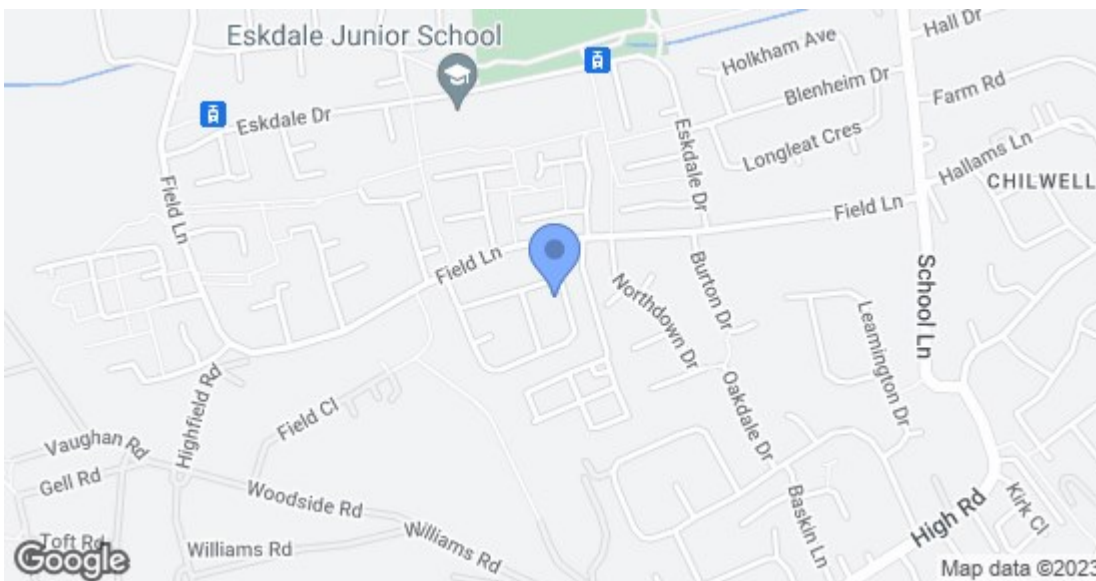 Eskdale Junior School
Holkham Ave
Hall Dr
Blenheim Dr
Farm Rd
Eskdale Dr
Eskdale Dr
Longleat Cres
Hallams Ln
CHILWELL
Field Ln
Field Ln
Field Ln
Burton Dr
Northdown Dr
School Ln
Leamington Dr
Highfield Rd
Field Cl
Oakdale Dr
Vaughan Rd
Gell Rd
Woodside Rd
Baskin Ln
High Rd
Kirk Cl
Toft Rd
Williams Rd
Williams Rd
Google
Map data ©2023